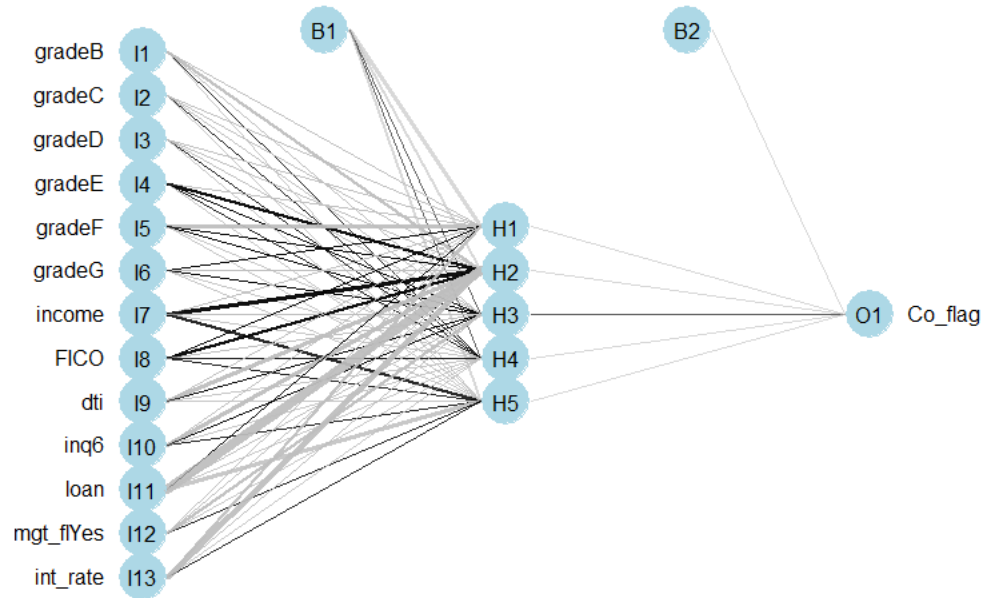 B1
B2
gradeB I1
gradeC I2
gradeD I3
gradeE I4
gradeF I5 H1
gradeG I6 H2
income I7 H3 O1 Co_flag
FICO I8 H4
dti I9 H5
inq6 I10
loan I11
mgt_flYes I12
int_rate I13